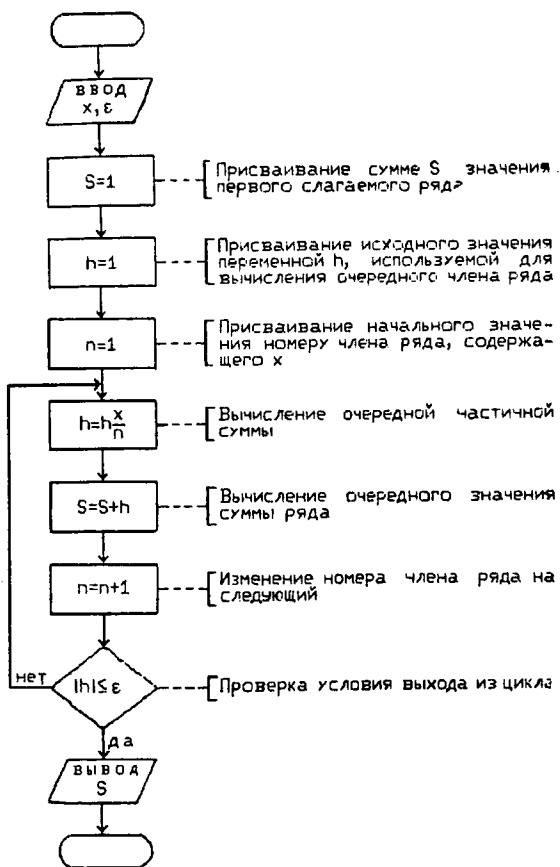 ВВОД
x, ε
S=1
Присваивание сумме S значения
первого слагаемого ряда
h=1
Присваивание исходного значения
переменной h, используемой для
вычисления очередного члена ряда
n=1
Присваивание начального значе-
ния номеру члена ряда, содержа-
щего x
h=h x/n
Вычисление очередной частичной
суммы
S=S+h
Вычисление очередного значения
суммы ряда
n=n+1
Изменение номера члена ряда на
следующий
нет
|h|≤ε
Проверка условия выхода из цикла
да
ВЫВОД
S